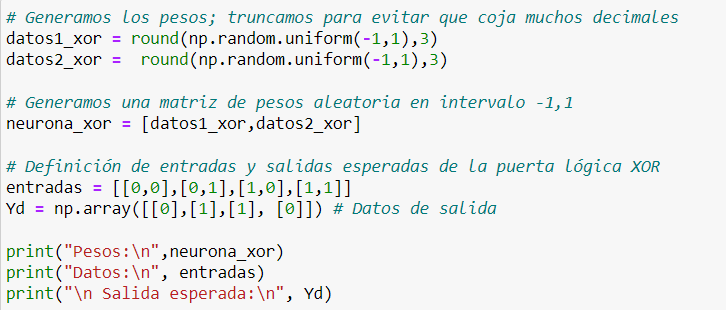 # Generamos los pesos; truncamos para evitar que coja muchos decimales
datos1_xor = round(np.random.uniform(-1,1),3)
datos2_xor =  round(np.random.uniform(-1,1),3)
# Generamos una matriz de pesos aleatoria en intervalo -1,1
neurona_xor = [datos1_xor,datos2_xor]
# Definición de entradas y salidas esperadas de la puerta lógica XOR
entradas = [[0,0],[0,1],[1,0],[1,1]]
Yd = np.array([[0],[1],[1], [0]]) # Datos de salida
print("Pesos:\n",neurona_xor)
print("Datos:\n", entradas)
print("\n Salida esperada:\n", Yd)